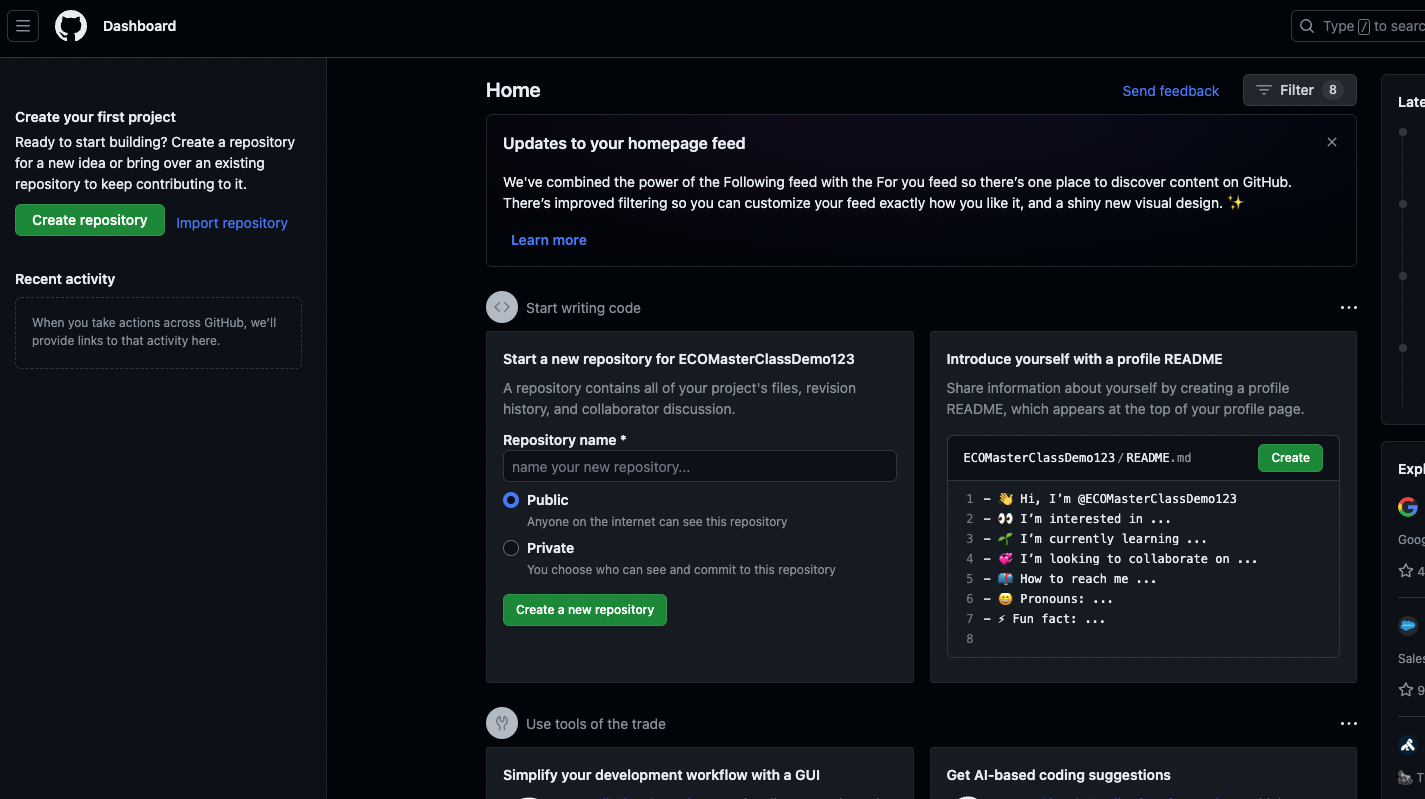 Dashboard
Type / to searc
Create your first project
Ready to start building? Create a repository
for a new idea or bring over an existing
repository to keep contributing to it.
Create repository
Import repository
Recent activity
When you take actions across GitHub, we'll
provide links to that activity here.
Home
Send feedback
Filter 8
Updates to your homepage feed
We've combined the power of the Following feed with the For you feed so there's one place to discover content on GitHub.
There's improved filtering so you can customize your feed exactly how you like it, and a shiny new visual design. ✨
Learn more
Start writing code
Start a new repository for ECOMasterClassDemo123
A repository contains all of your project's files, revision
history, and collaborator discussion.
Repository name *
name your new repository...
Public
Anyone on the internet can see this repository
Private
You choose who can see and commit to this repository
Create a new repository
Introduce yourself with a profile README
Share information about yourself by creating a profile
README, which appears at the top of your profile page.
ECOMasterClassDemo123/README.md
Create
1 - 👋 Hi, I'm @ECOMasterClassDemo123
2 - 👀 I'm interested in ...
3 - 🌱 I'm currently learning ...
4 - 💞️ I'm looking to collaborate on ...
5 - 📫 How to reach me ...
6 - 😄 Pronouns: ...
7 - ⚡ Fun fact: ...
8
Use tools of the trade
Simplify your development workflow with a GUI
Get AI-based coding suggestions
Late
Expl
Goog
4
Sales
9
T